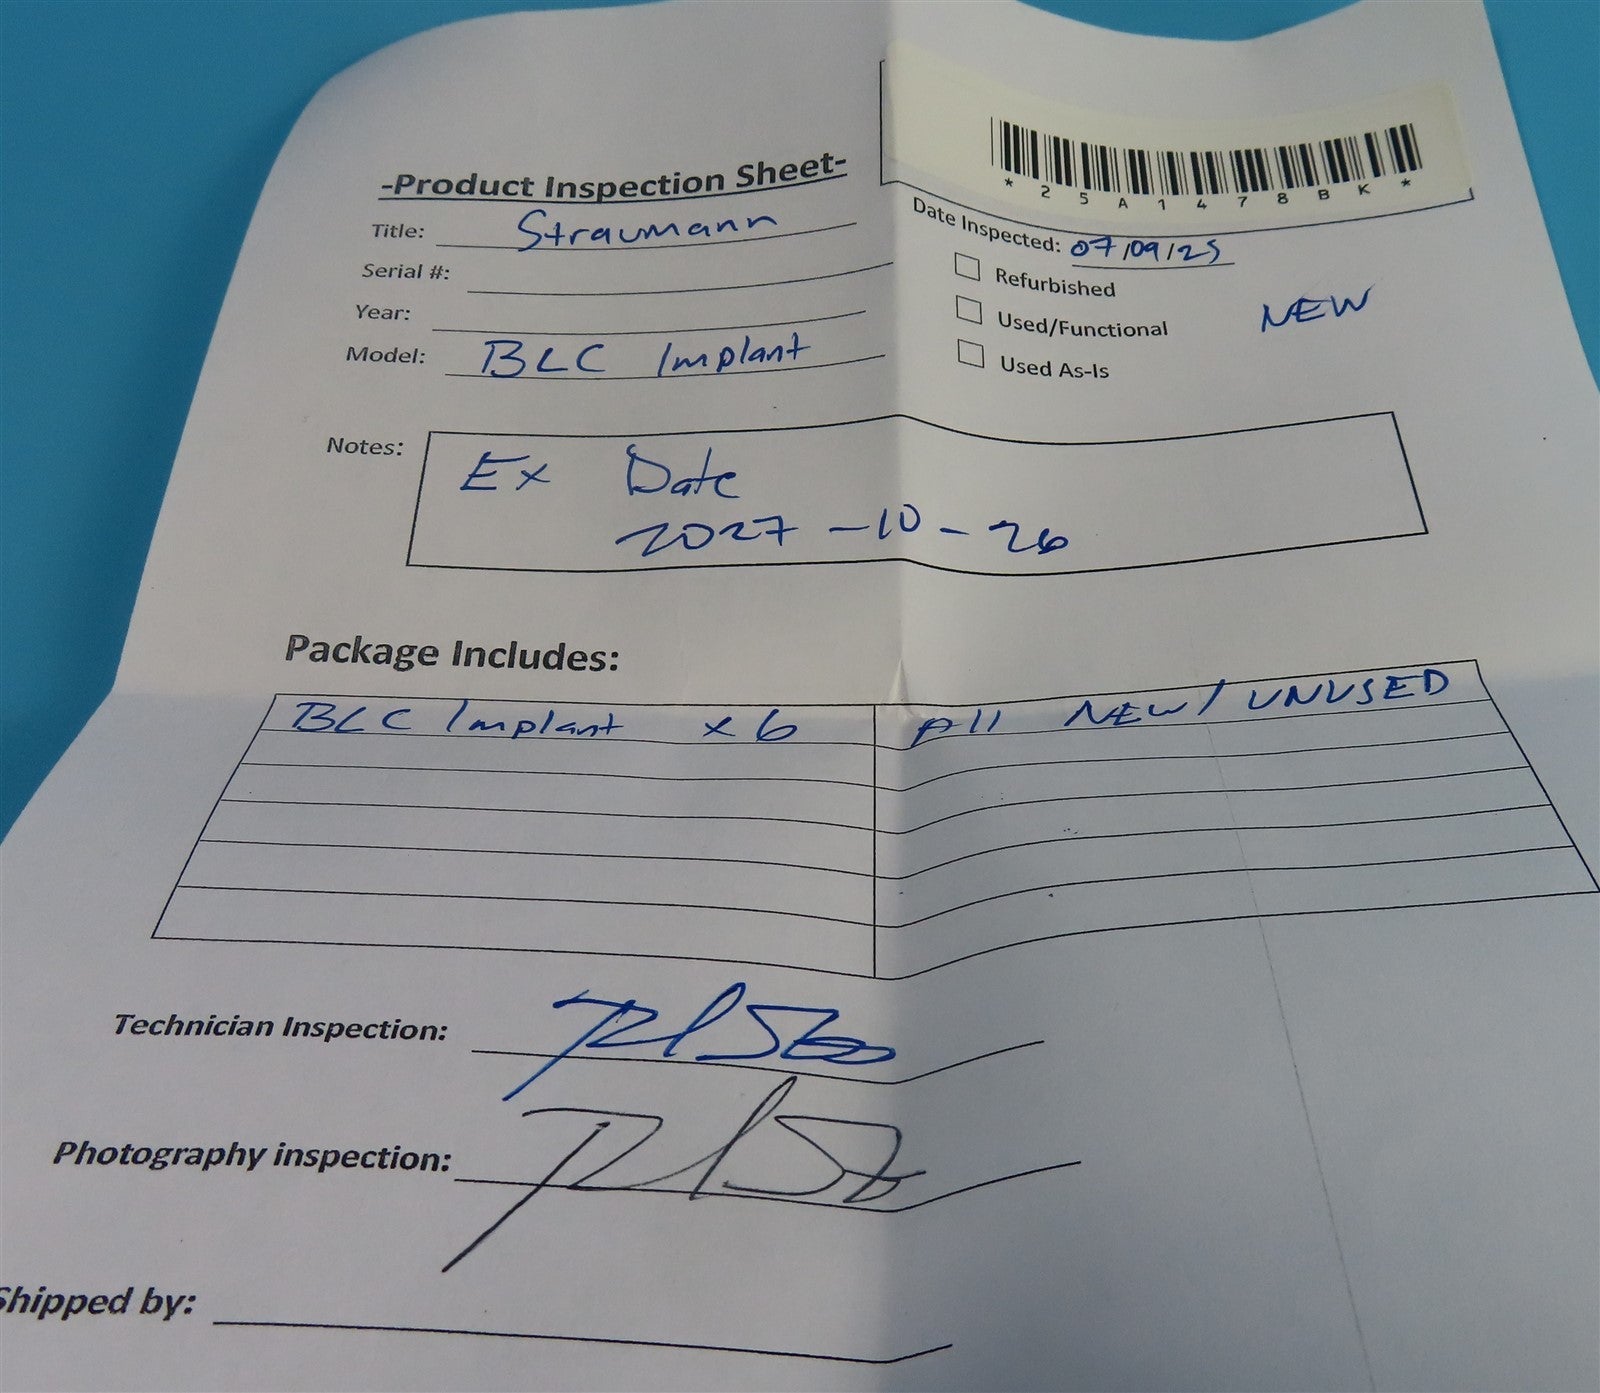 *25A1478BK*
-Product Inspection Sheet-
Title: Straumann
Serial #:
Year:
Model: BLC Implant
Date Inspected: 07/09/25
Refurbished
Used/Functional
Used As-Is
NEW
Notes: Ex Date
2027-10-26
Package Includes:
BLC Implant x 6 All NEW/UNUSED
Technician Inspection:
Photography inspection:
Shipped by: